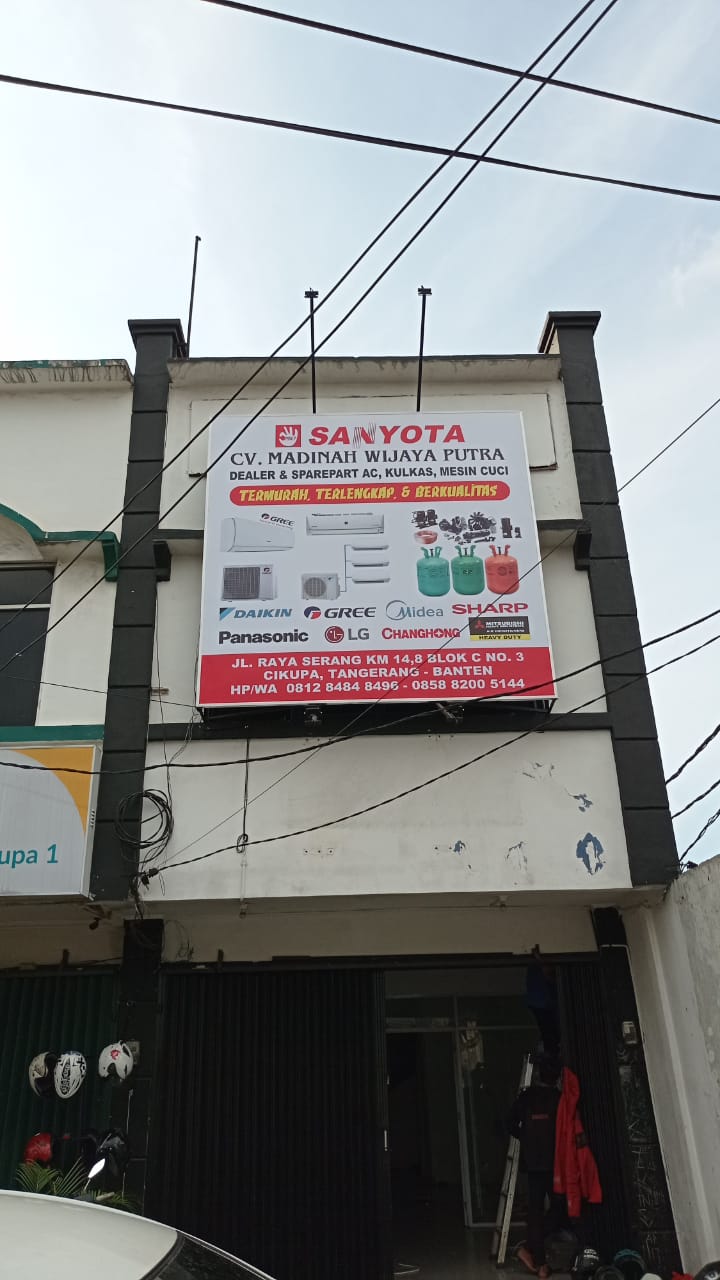 SANYOTA
CV. MADINAH WIJAYA PUTRA
DEALER & SPAREPART AC, KULKAS, MESIN CUCI
TERMURAH, TERLENGKAP, & BERKUALITAS
GREE
DAIKIN GREE Midea SHARP
Panasonic LG CHANGHONG MITSUBISHI
HEAVY DUTY
JL. RAYA SERANG KM 14,8 BLOK C NO. 3
CIKUPA, TANGERANG - BANTEN
HP/WA 0812 8484 8496 - 0858 8200 5144
upa 1